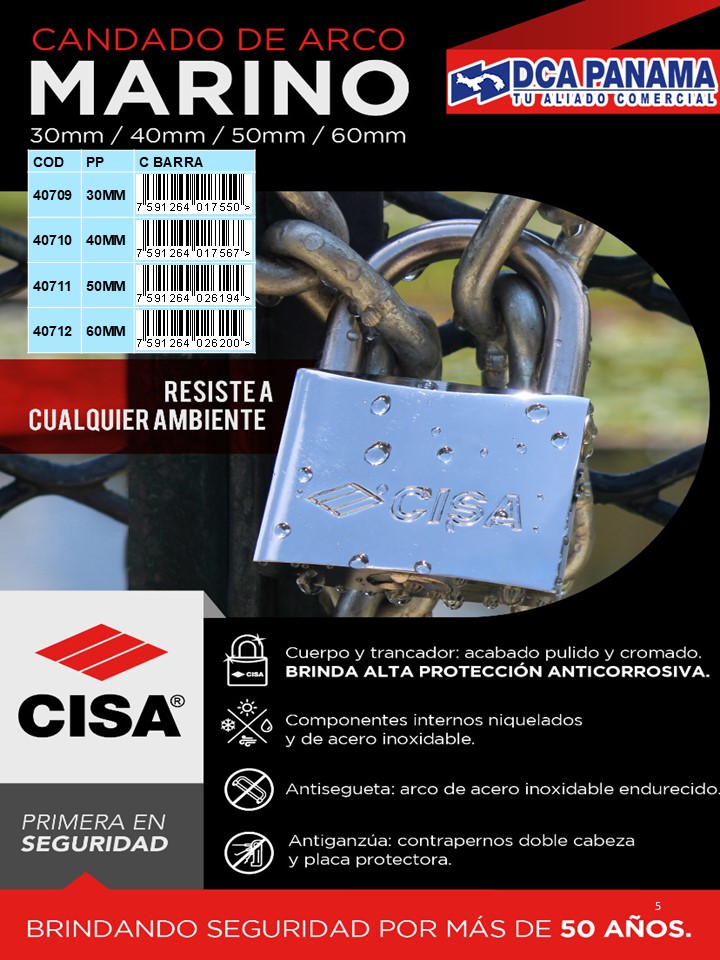 CANDADO DE ARCO
MARINO
30mm / 40mm / 50mm / 60mm
DCA PANAMA
TU ALIADO COMERCIAL
COD PP C BARRA
40709 30MM 7 591264 017550 >
40710 40MM 7 591264 017567 >
40711 50MM 7 591264 026194 >
40712 60MM 7 591264 026200 >
RESISTE A
CUALQUIER AMBIENTE
CISA
CISA®
PRIMERA EN
SEGURIDAD
CISA
Cuerpo y trancador: acabado pulido y cromado.
BRINDA ALTA PROTECCIÓN ANTICORROSIVA.
Componentes internos niquelados
y de acero inoxidable.
Antisegueta: arco de acero inoxidable endurecido.
Antiganzúa: contrapernos doble cabeza
y placa protectora.
5
BRINDANDO SEGURIDAD POR MÁS DE 50 AÑOS.